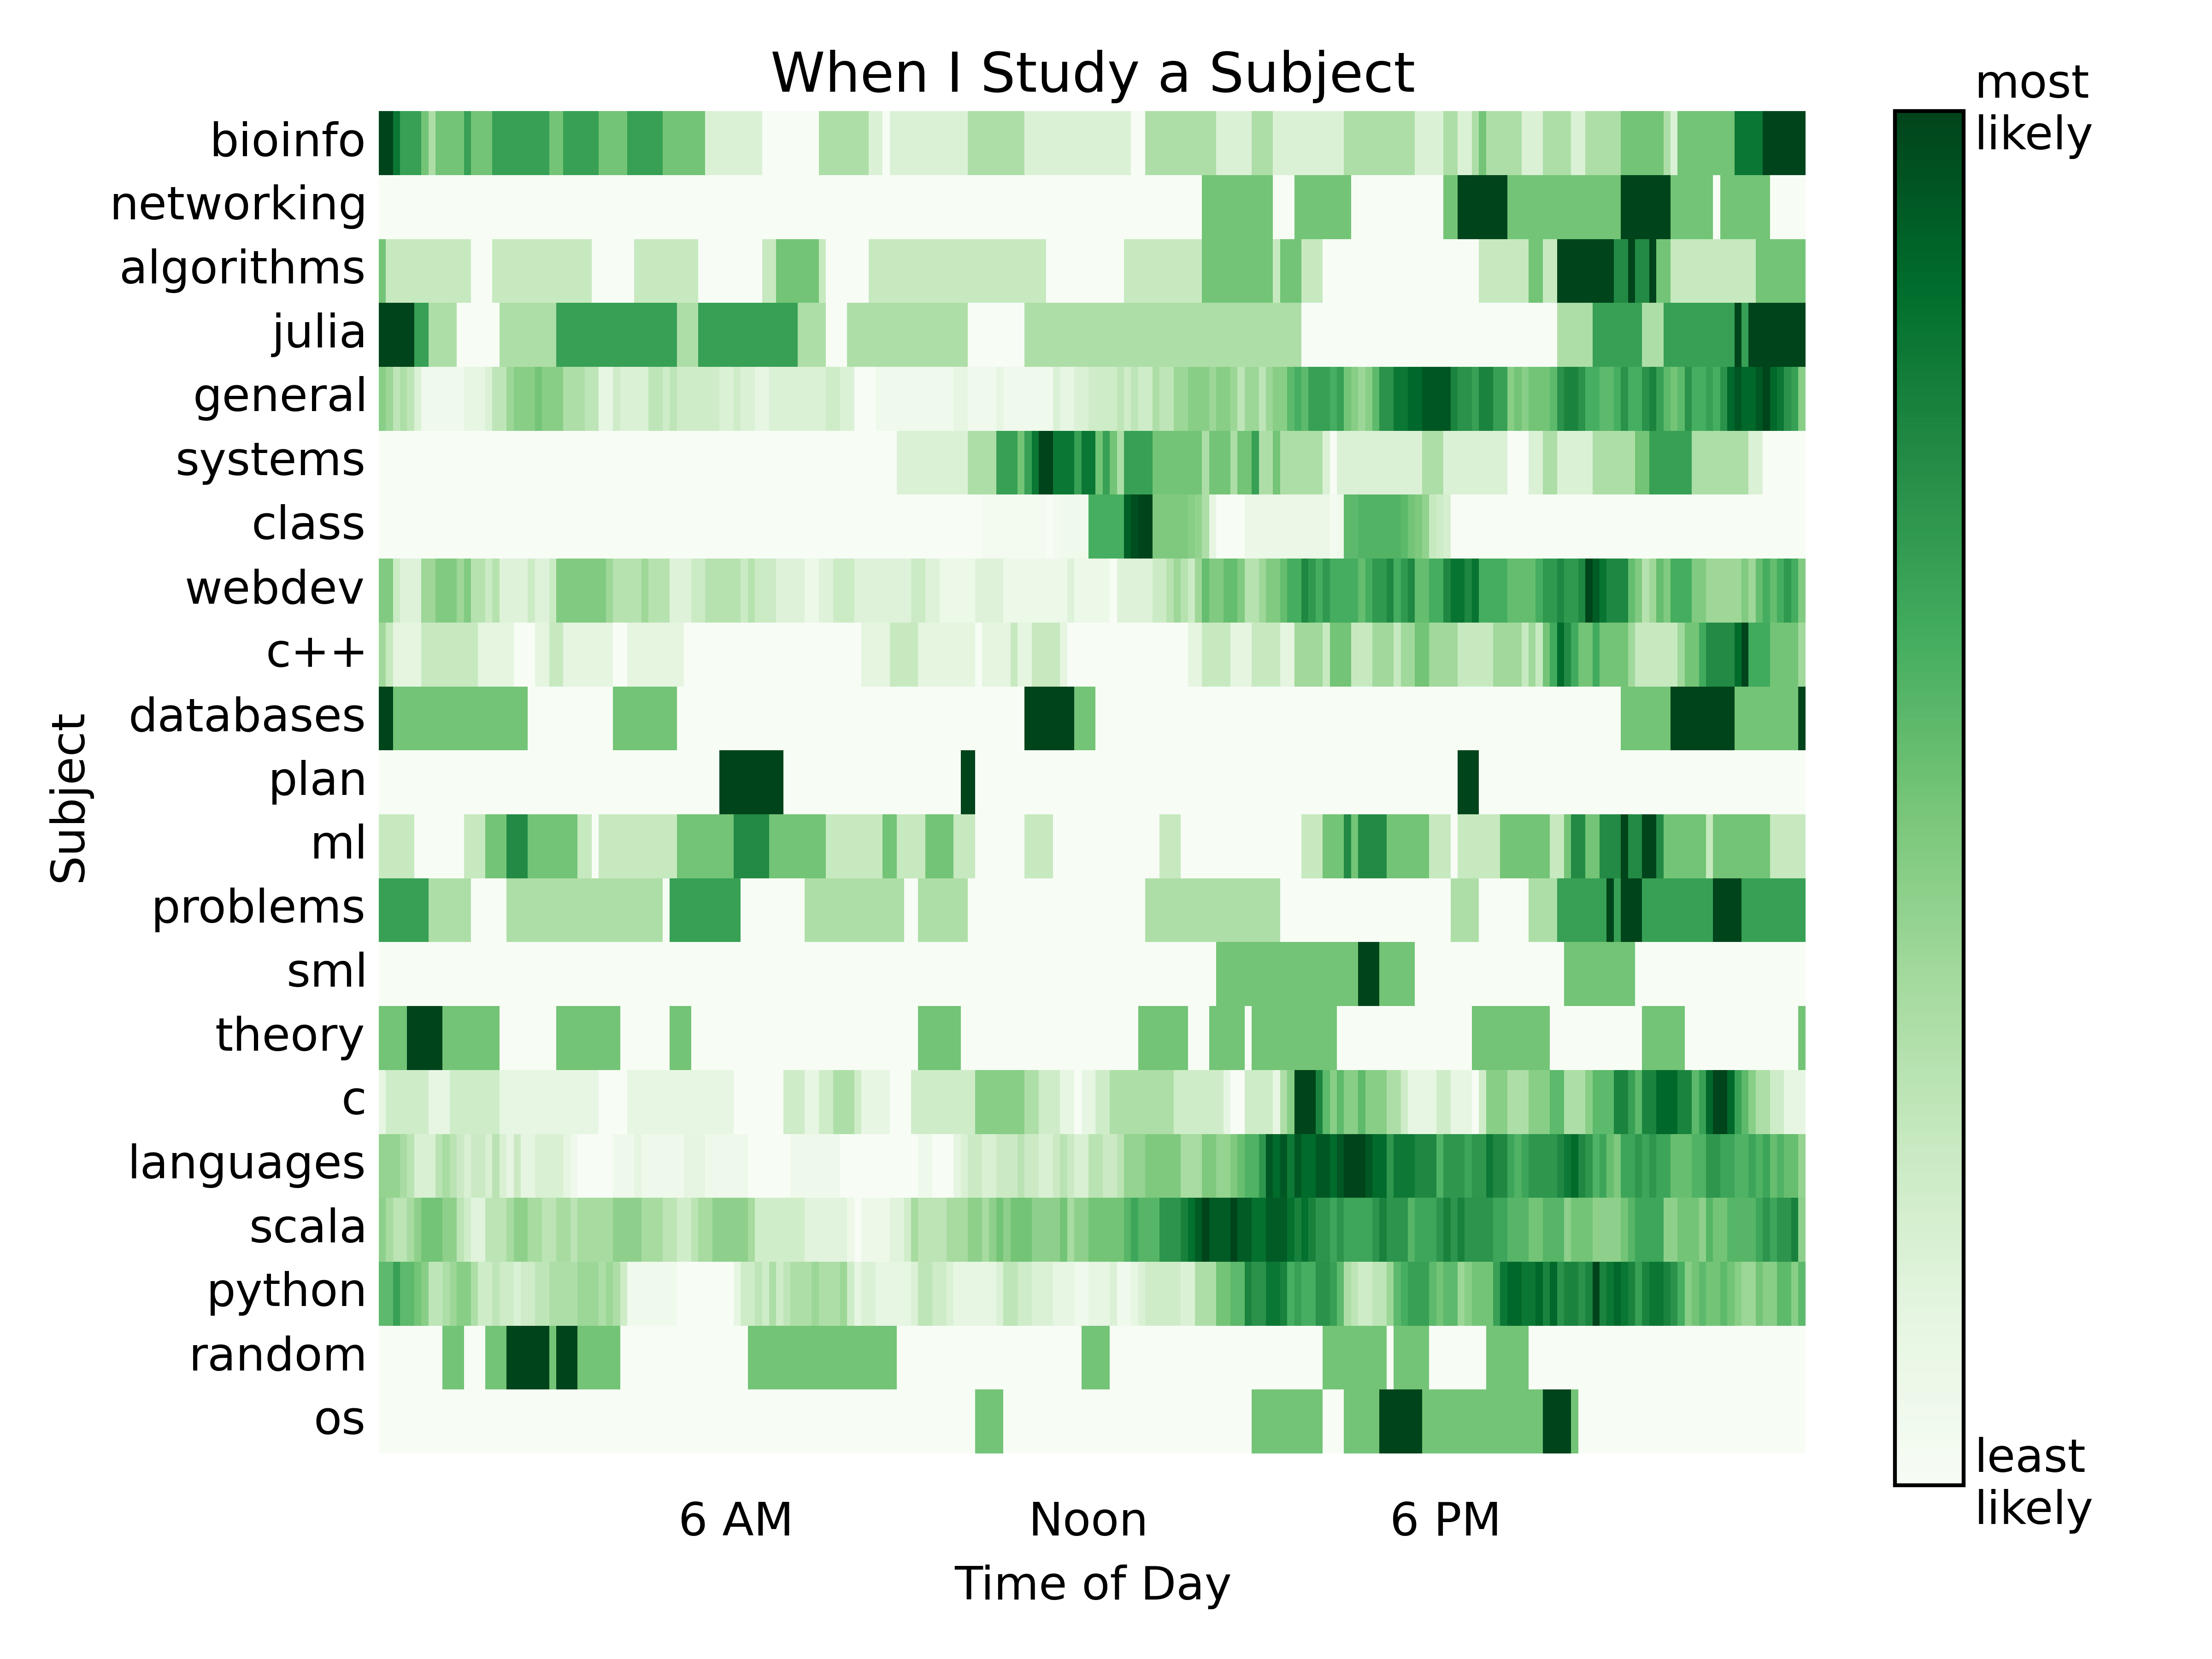 When I Study a Subject
most
likely
bioinfo
networking
algorithms
julia
general
systems
class
webdev
c++
databases
plan
ml
problems
sml
theory
c
languages
scala
python
random
os
Subject
least
likely
6 AM Noon 6 PM
Time of Day